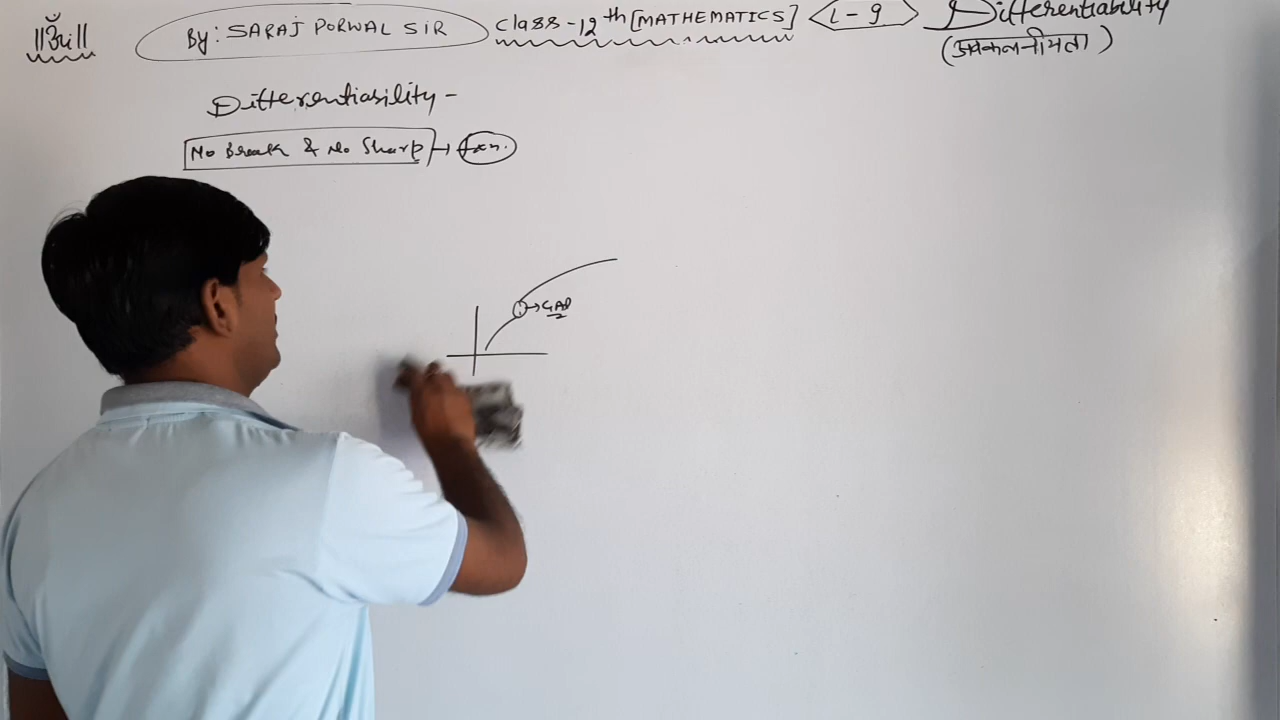 ॥ॐ॥ By: SARAJ PORWAL SIR Class-12th [MATHEMATICS] L-9 Differentiability
(अवकलनीयता)
Differentiability -
No Break & No Sharp → fxn.
→ GAP